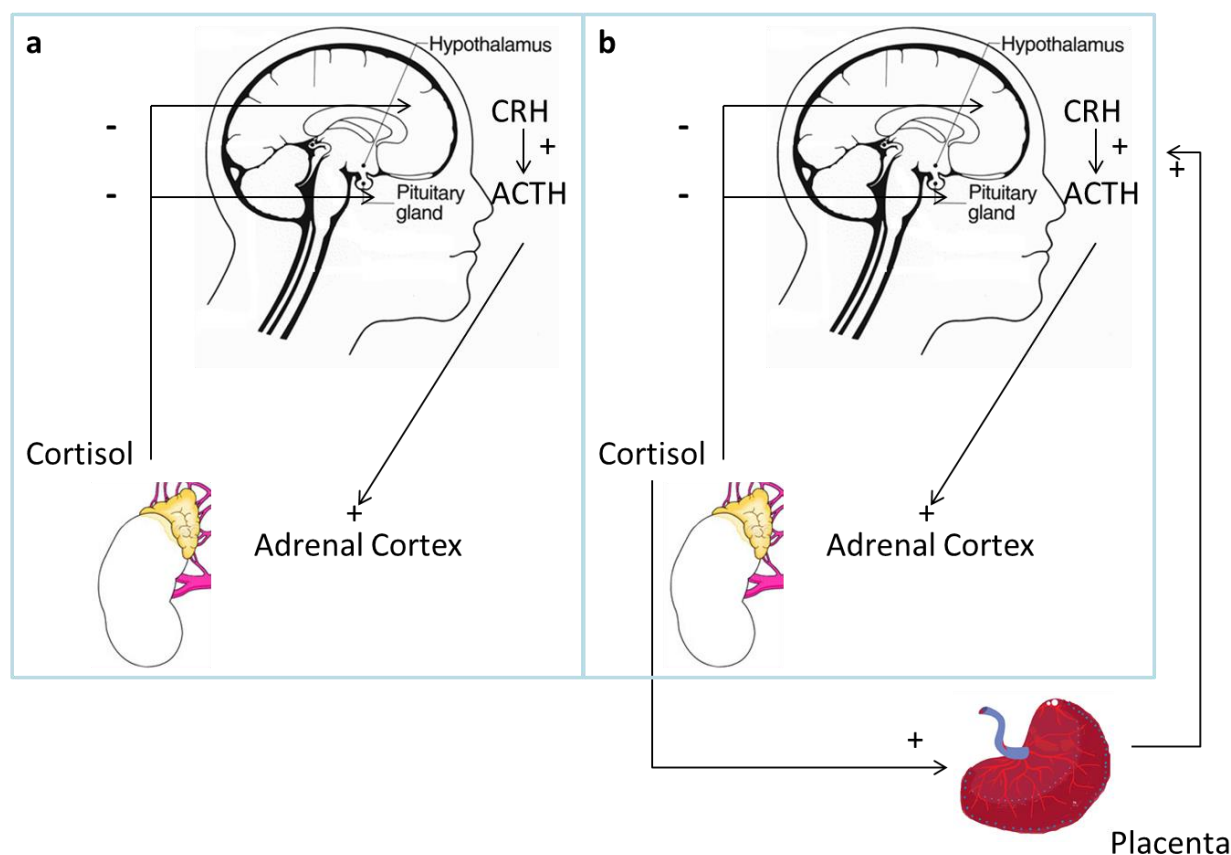 a
Hypothalamus
-
CRH
+
-
Pituitary
gland
ACTH
Cortisol
+
Adrenal Cortex
b
Hypothalamus
-
CRH
+
+
-
Pituitary
gland
ACTH
Cortisol
+
Adrenal Cortex
+
Placenta